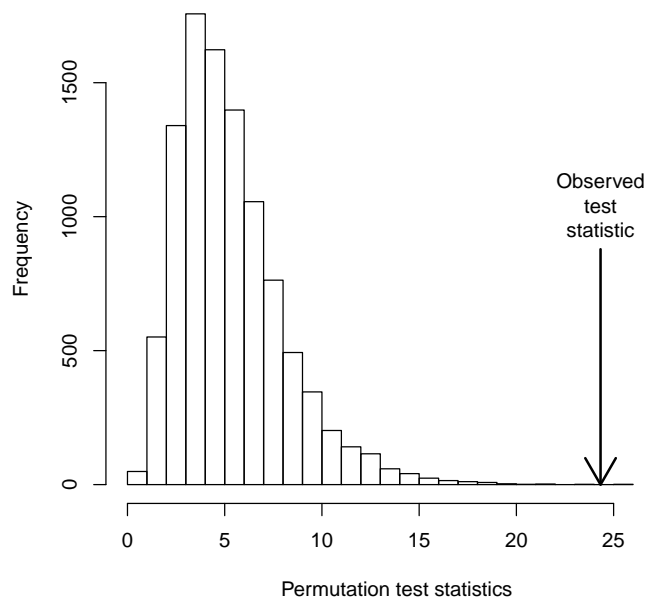 1500
1000
500
0
Frequency
Observed
test
statistic
0 5 10 15 20 25
Permutation test statistics